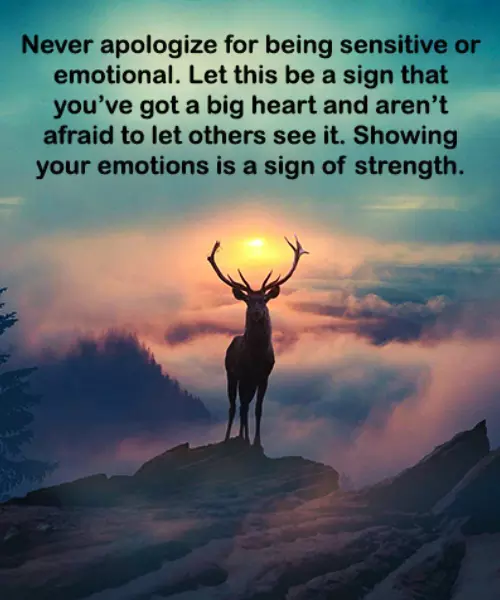 Never apologize for being sensitive or
emotional. Let this be a sign that
you’ve got a big heart and aren’t
afraid to let others see it. Showing
your emotions is a sign of strength.